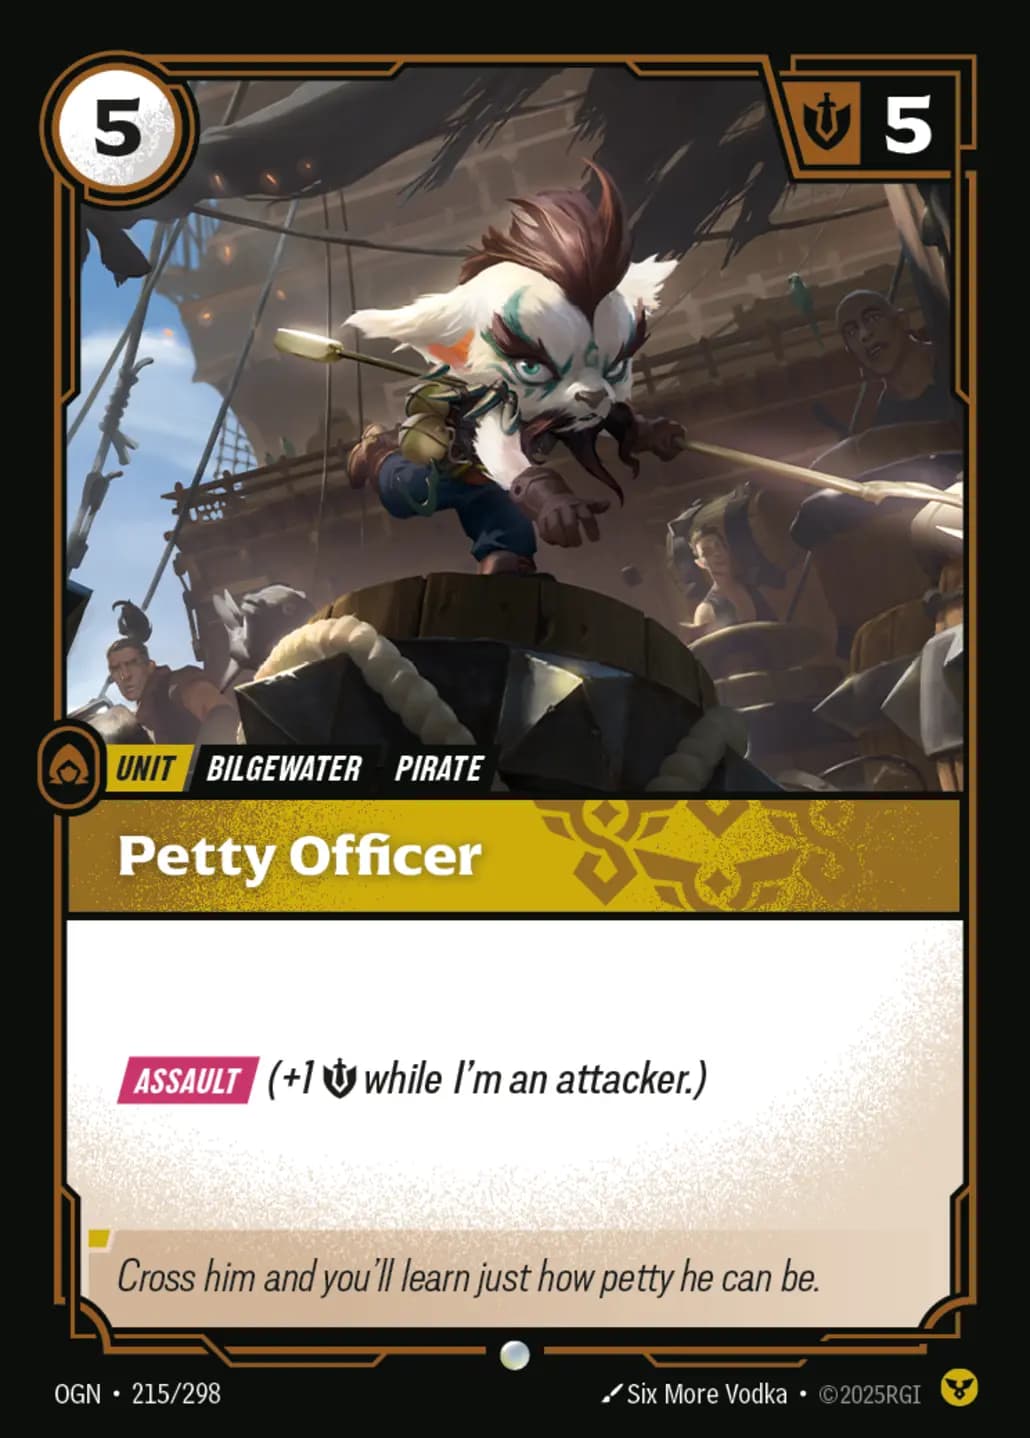 5
5
UNIT BILGEWATER PIRATE
Petty Officer
ASSAULT (+1 while I'm an attacker.)
Cross him and you'll learn just how petty he can be.
OGN • 215/298
Six More Vodka • ©2025RGI